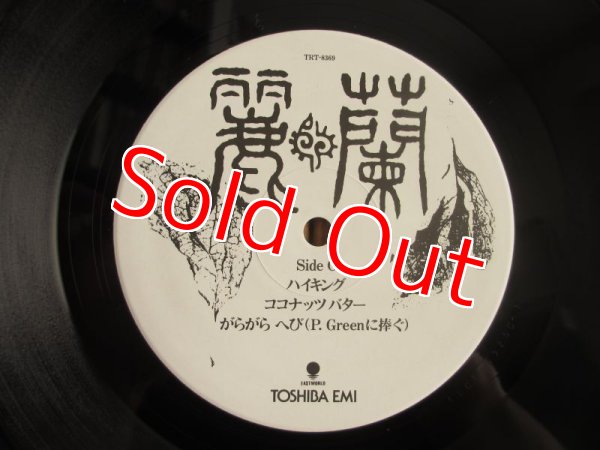 TRT-8369
麗蘭
S
Sold Out
Side
ハイキング
ココナッツ バター
がらがら へび(P. Greenに捧ぐ)
EASTWORLD
TOSHIBA EMI